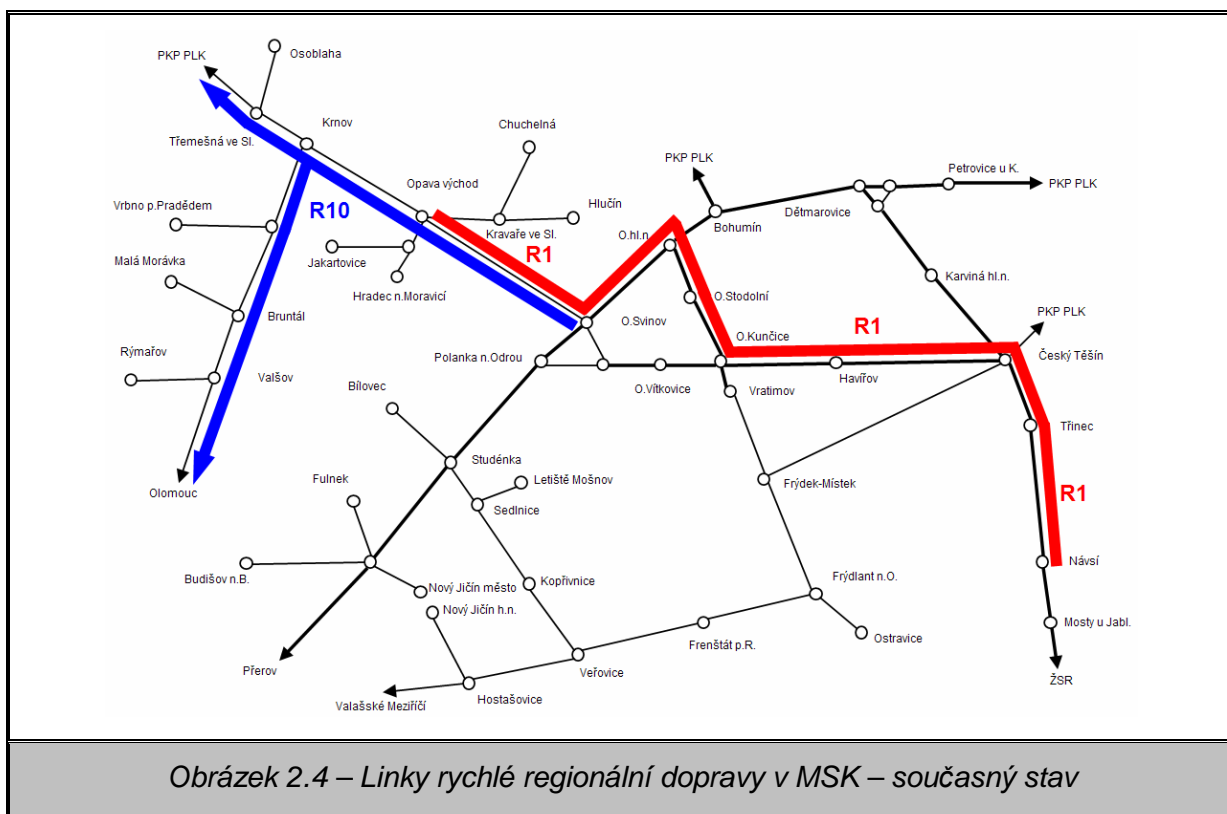 PKP PLK
Osoblaha
Krnov
Třemešná ve Sl.
Chuchelná
Opava východ
PKP PLK
Petrovice u K.
PKP PLK
Vrbno p.Pradědem
R10
Hlučín
Kravaře ve Sl.
Dětmarovice
Bohumín
O.hl.n.
R1
Jakartovice
Malá Morávka
Hradec n.Moravicí
Karviná hl.n.
O.Stodolní
PKP PLK
Bruntál
O.Svinov
O.Kunčice
R1
Rýmařov
Polanka n.Odrou
Český Těšín
Valšov
Havířov
Bílovec
O.Vítkovice
Vratimov
Třinec
Studénka
Olomouc
Fulnek
Letiště Mošnov
Frýdek-Místek
R1
Sedlnice
Návsí
Budišov n.B.
Kopřivnice
Frýdlant n.O.
Nový Jičín město
Nový Jičín h.n.
Mosty u Jabl.
Ostravice
Frenštát p.R.
Přerov
Veřovice
ŽSR
Hostašovice
Valašské Meziříčí
Obrázek 2.4 – Linky rychlé regionální dopravy v MSK – současný stav